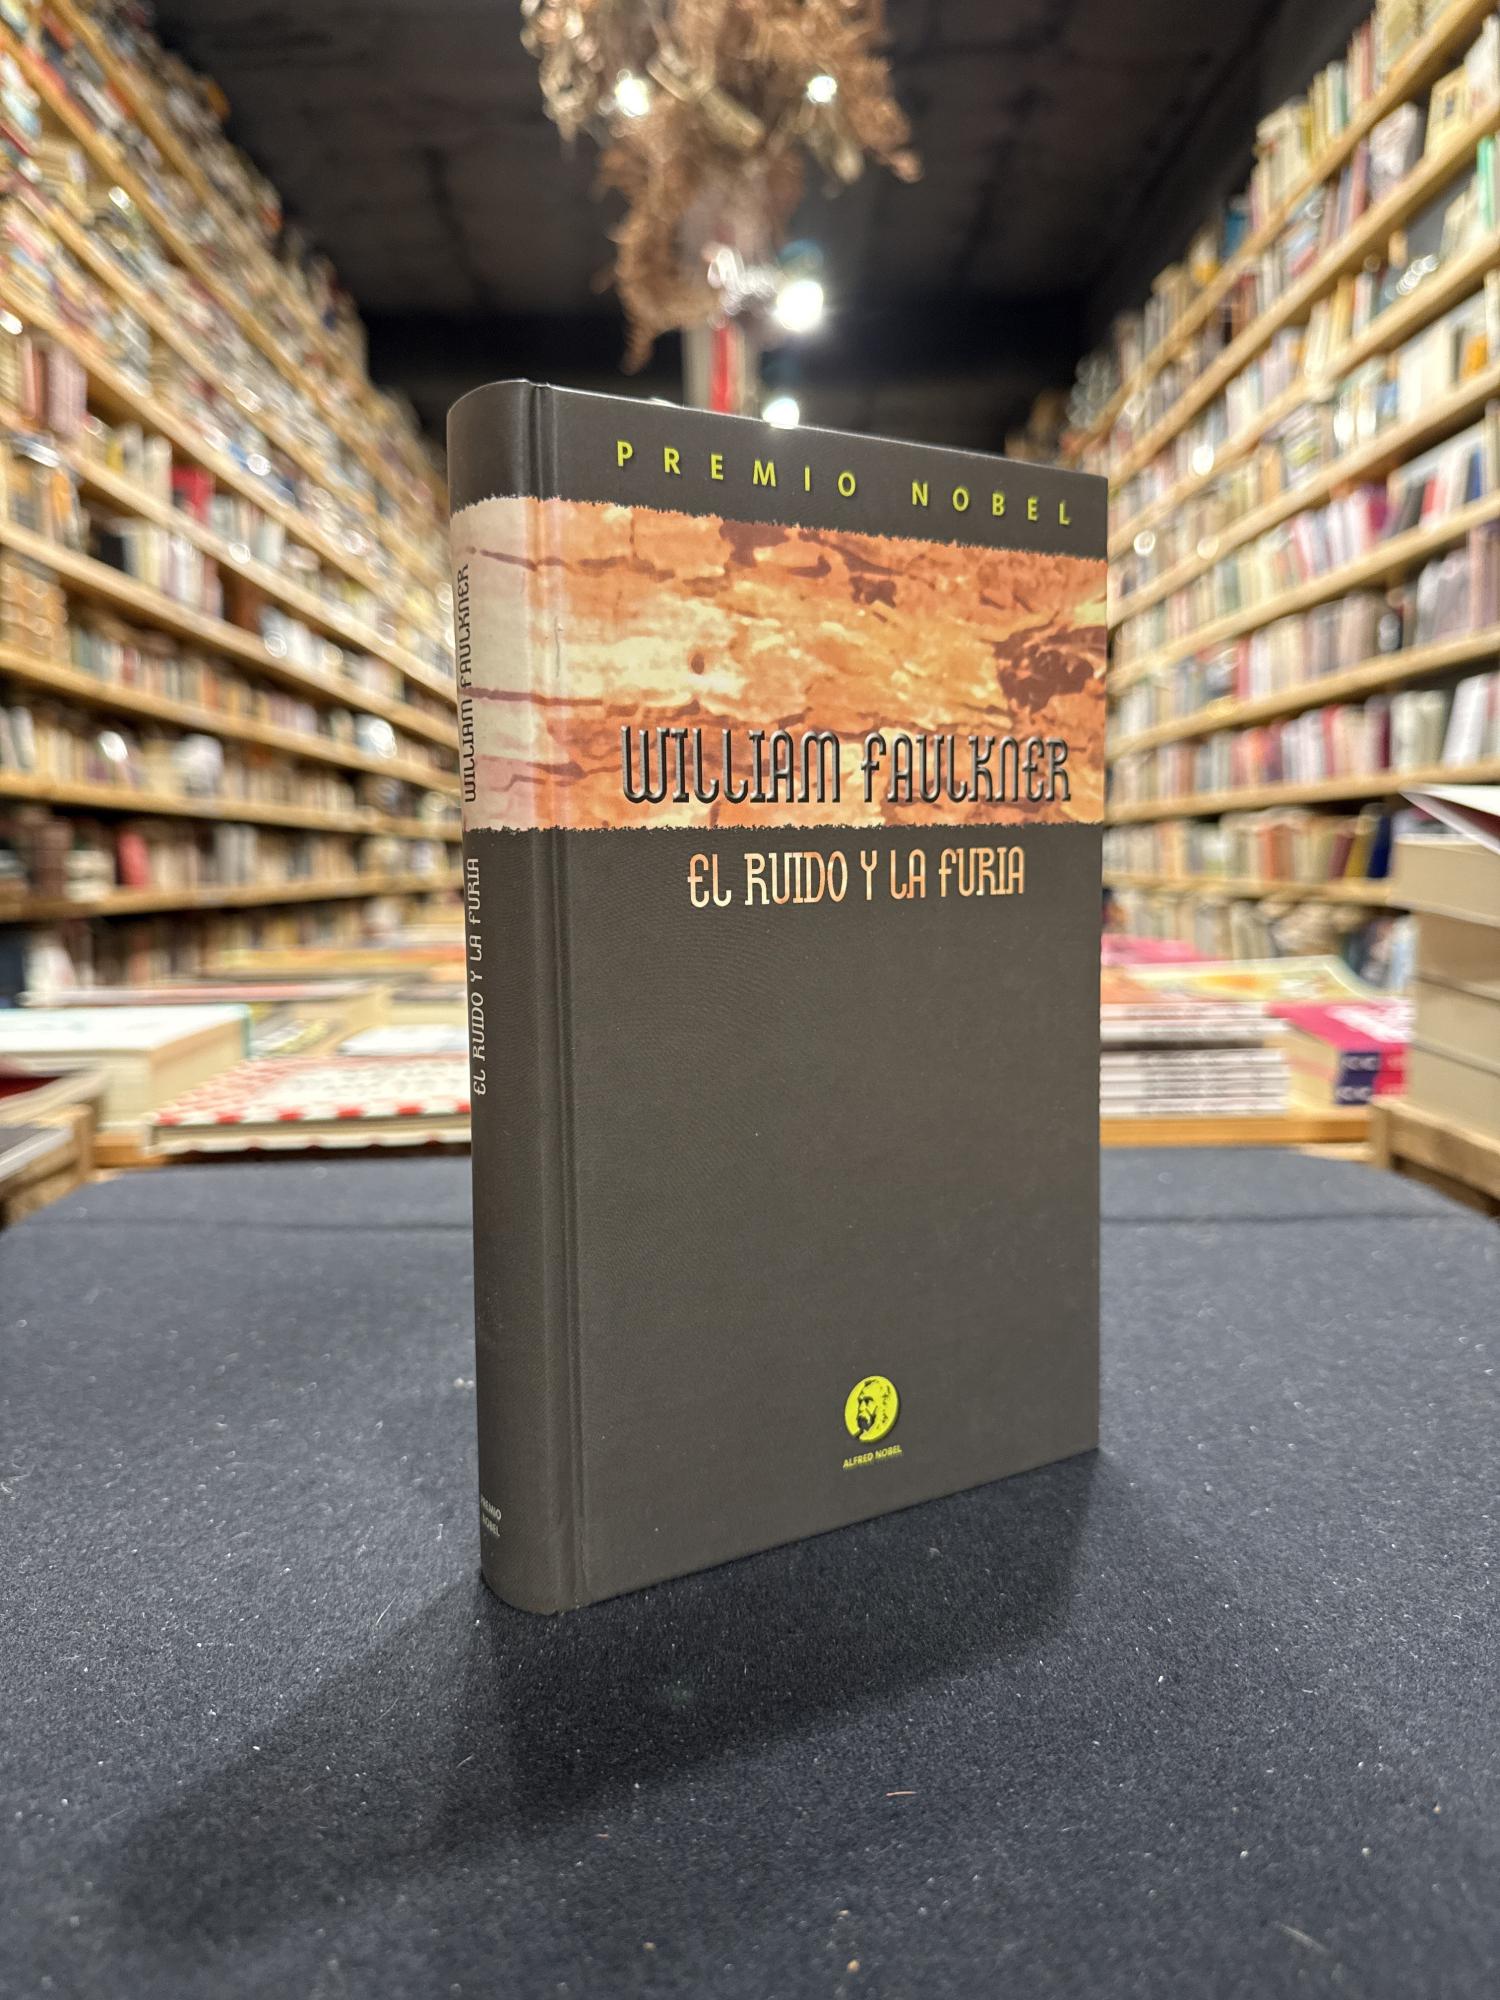 PREMIO NOBEL
WILLIAM FAULKNER
EL RUIDO Y LA FURIA
ALFRED NOBEL
WILLIAM FAULKNER
EL RUIDO Y LA FURIA
PREMIO
NOBEL